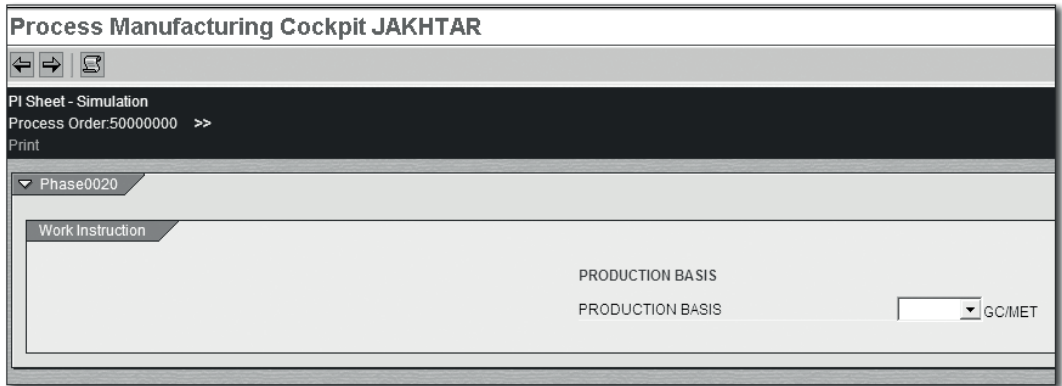 Process Manufacturing Cockpit JAKHTAR
PI Sheet - Simulation
Process Order:50000000 >>
Print
Phase0020
Work Instruction
PRODUCTION BASIS
PRODUCTION BASIS GC/MET